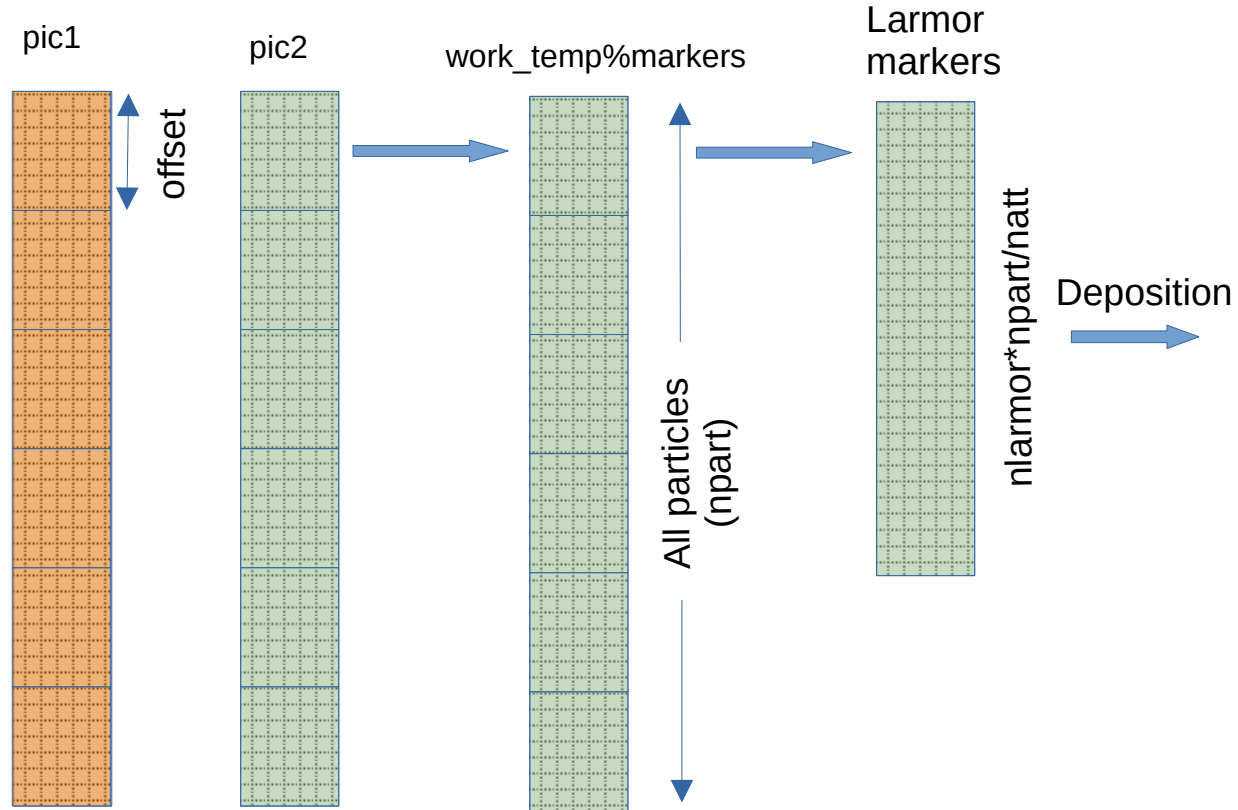 pic1
pic2
work_temp%markers
Larmor
markers
offset
All particles
(npart)
nlarmor*npart/natt
Deposition